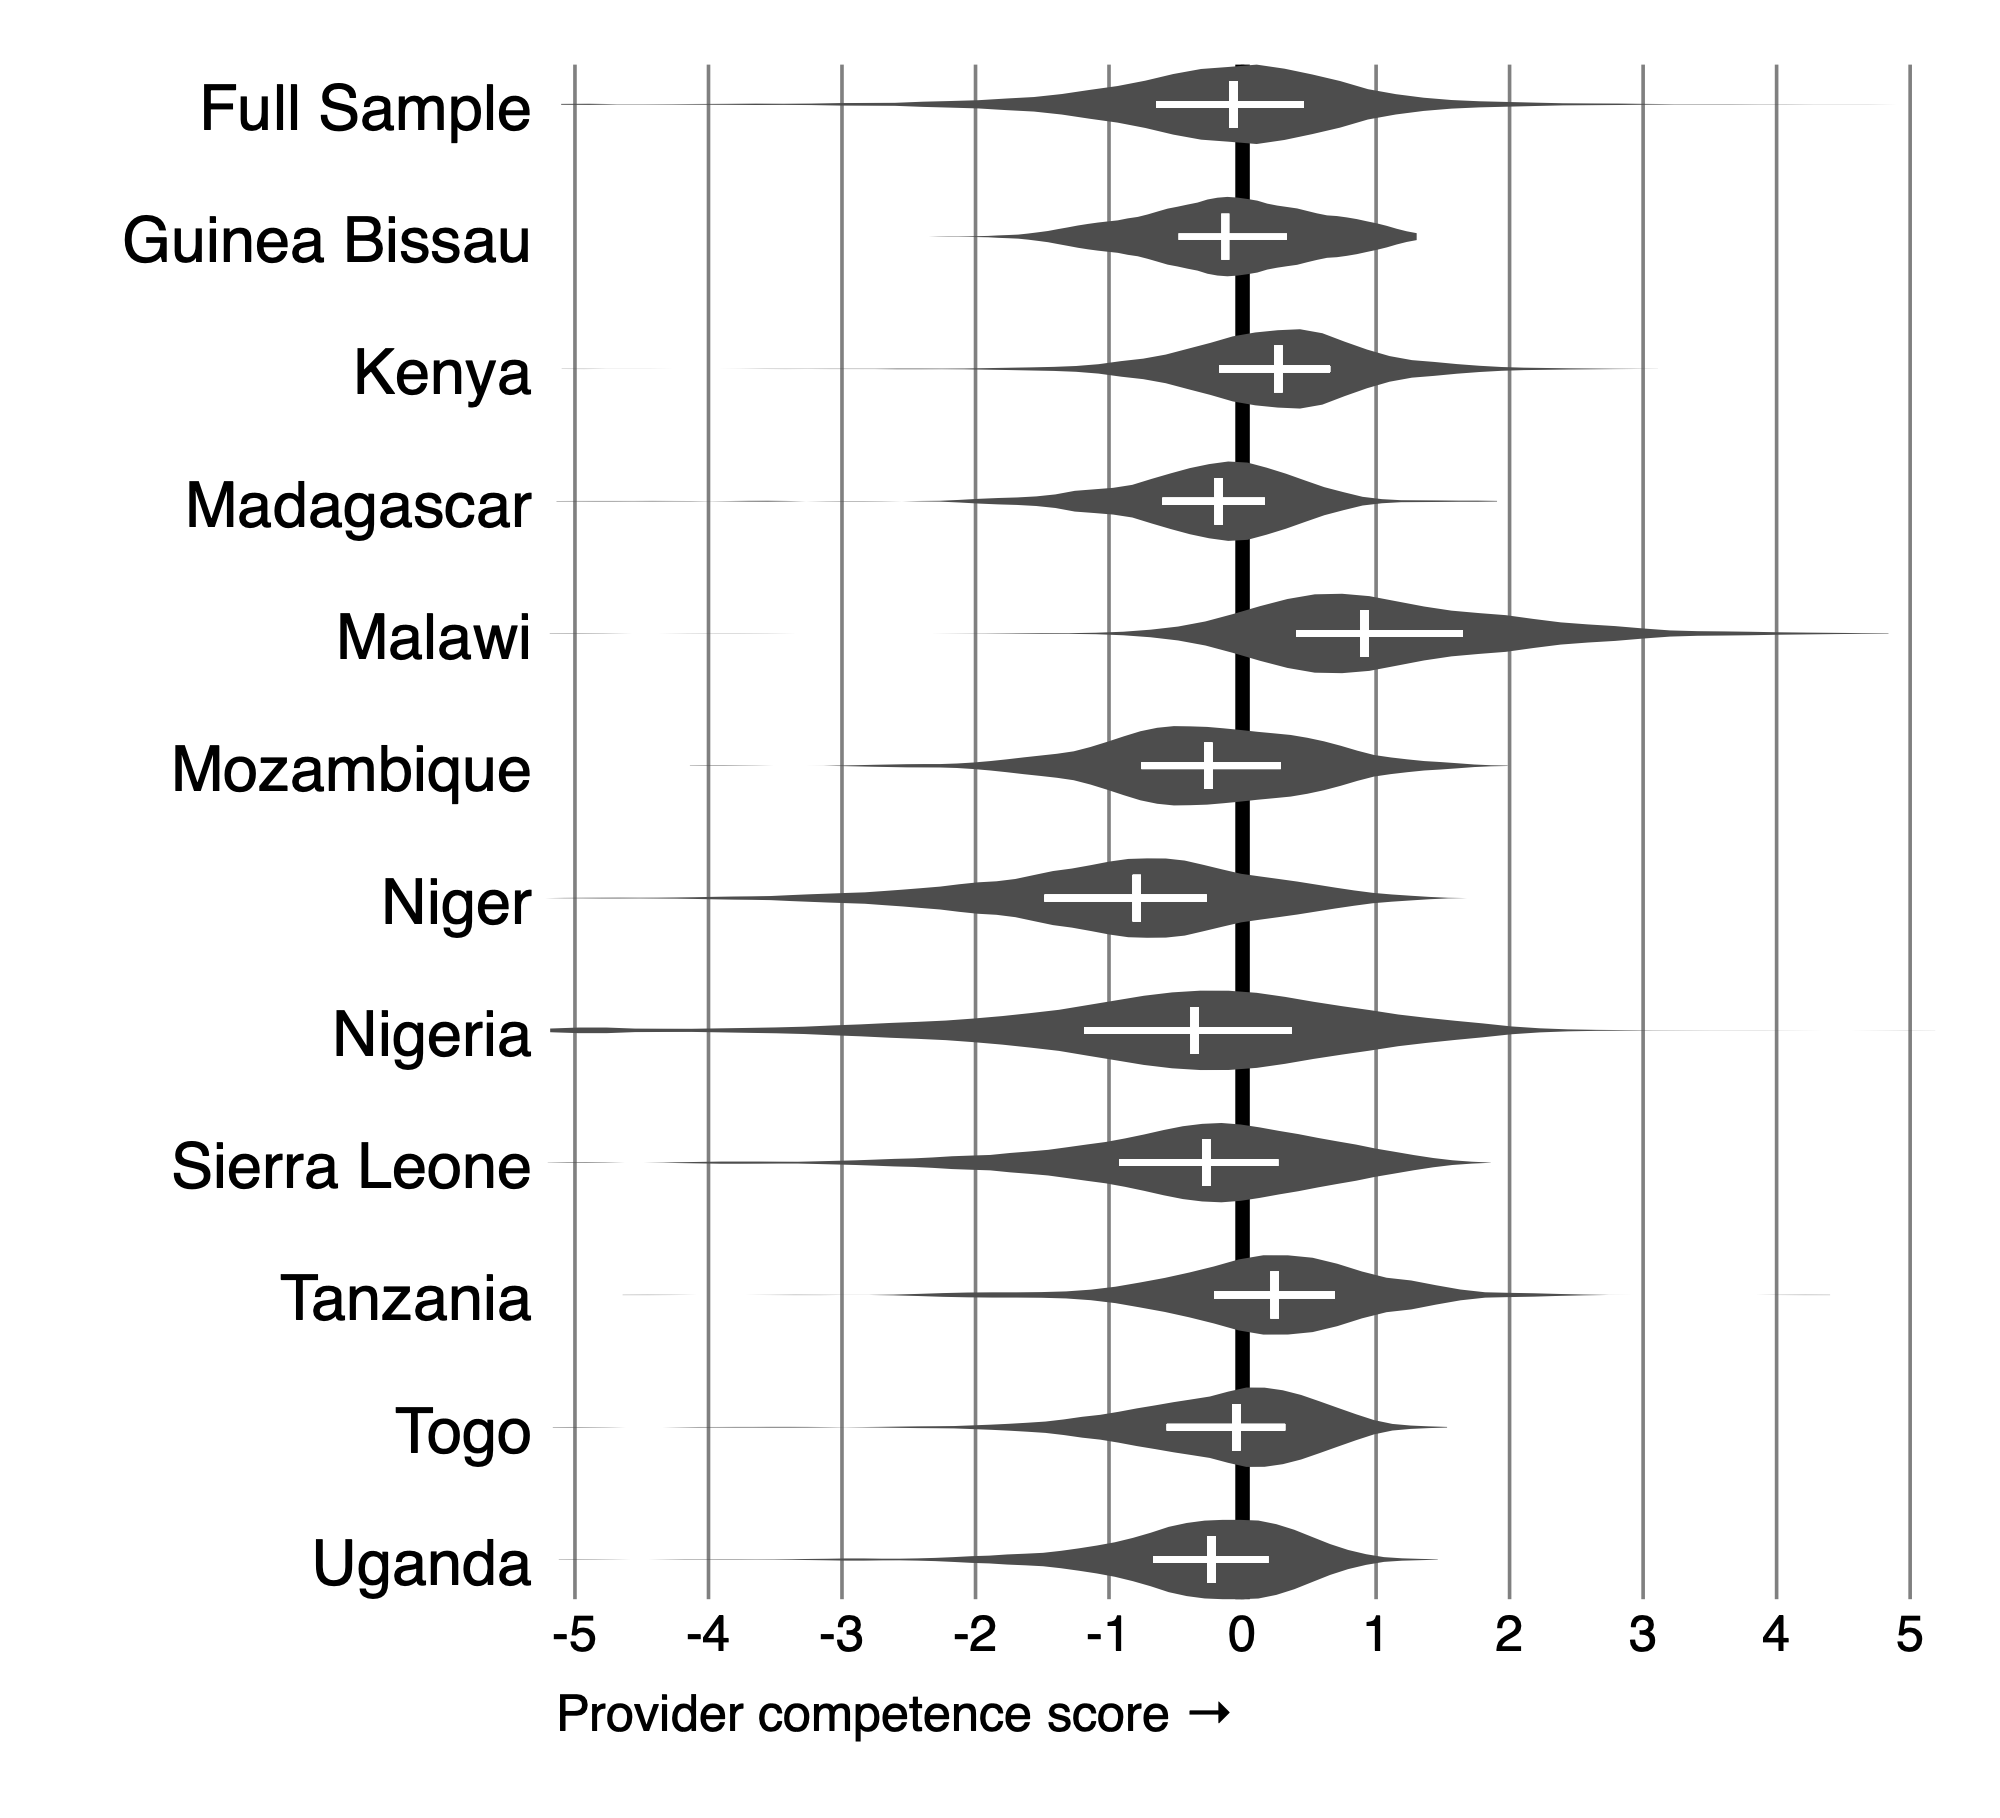 Full Sample
Guinea Bissau
Kenya
Madagascar
Malawi
Mozambique
Niger
Nigeria
Sierra Leone
Tanzania
Togo
Uganda
-5 -4 -3 -2 -1 0 1 2 3 4 5
Provider competence score →